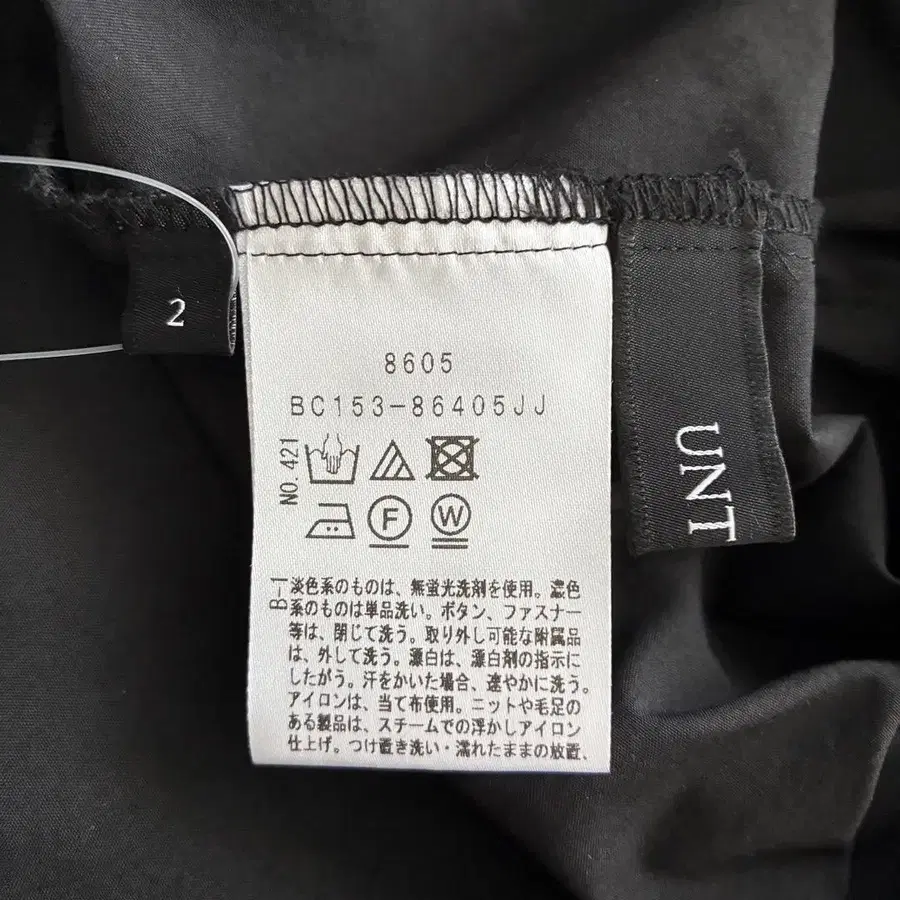 2
8605
BC153-86405JJ
NO.421
F
W
B-1
淡色系のものは、無蛍光洗剤を使用。濃色
系のものは単品洗い。ボタン、ファスナー
等は、閉じて洗う。取り外し可能な附属品
は、外して洗う。漂白は、漂白剤の指示に
したがう。汗をかいた場合、速やかに洗う。
アイロンは、当て布使用。ニットや毛足の
ある製品は、スチームでの浮かしアイロン
仕上げ。つけ置き洗い・濡れたままの放置、
UNT